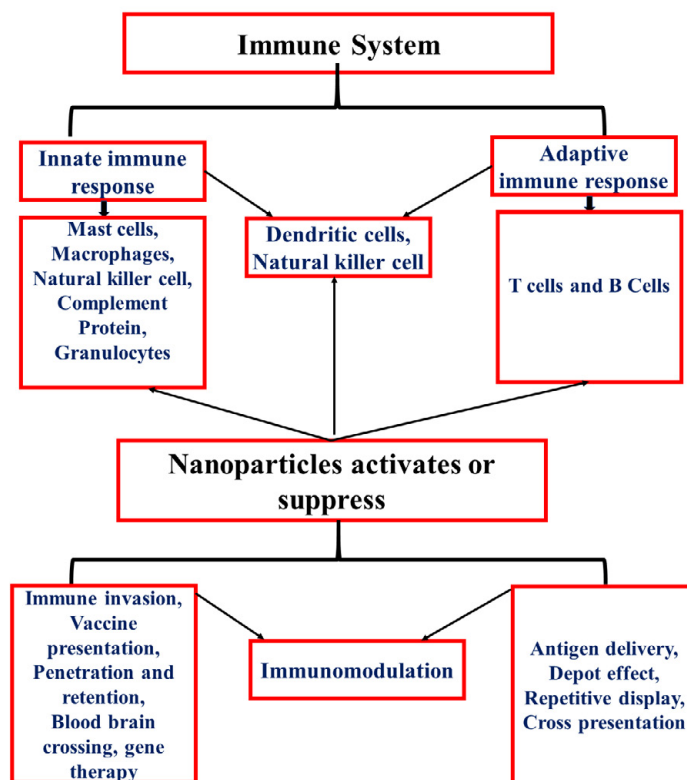 Immune System
Innate immune
response
Adaptive
immune response
Mast cells,
Macrophages,
Natural killer cell,
Complement
Protein,
Granulocytes
Dendritic cells,
Natural killer cell
T cells and B Cells
Nanoparticles activates or
suppress
Immune invasion,
Vaccine
presentation,
Penetration and
retention,
Blood brain
crossing, gene
therapy
Immunomodulation
Antigen delivery,
Depot effect,
Repetitive display,
Cross presentation